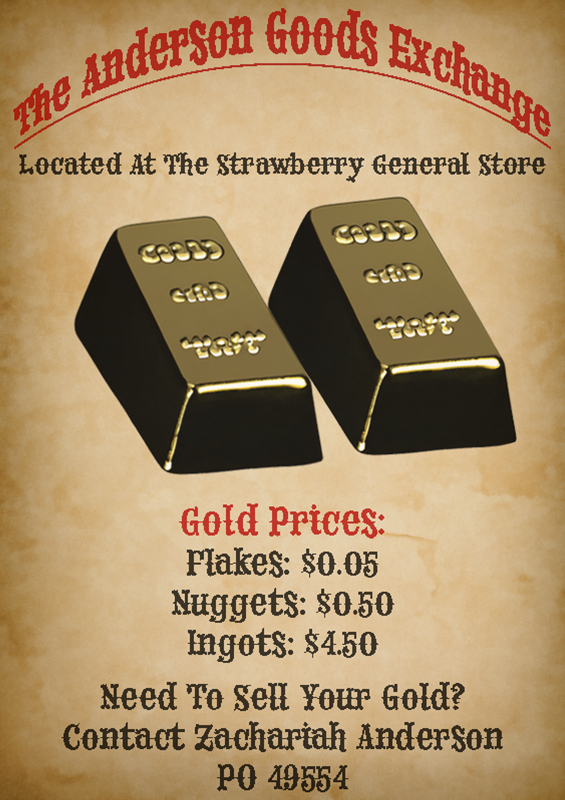 The Anderson Goods Exchange
Located At The Strawberry General Store
Gold Prices:
Flakes: $0.05
Nuggets: $0.50
Ingots: $4.50
Need To Sell Your Gold?
Contact Zachariah Anderson
PO 49554